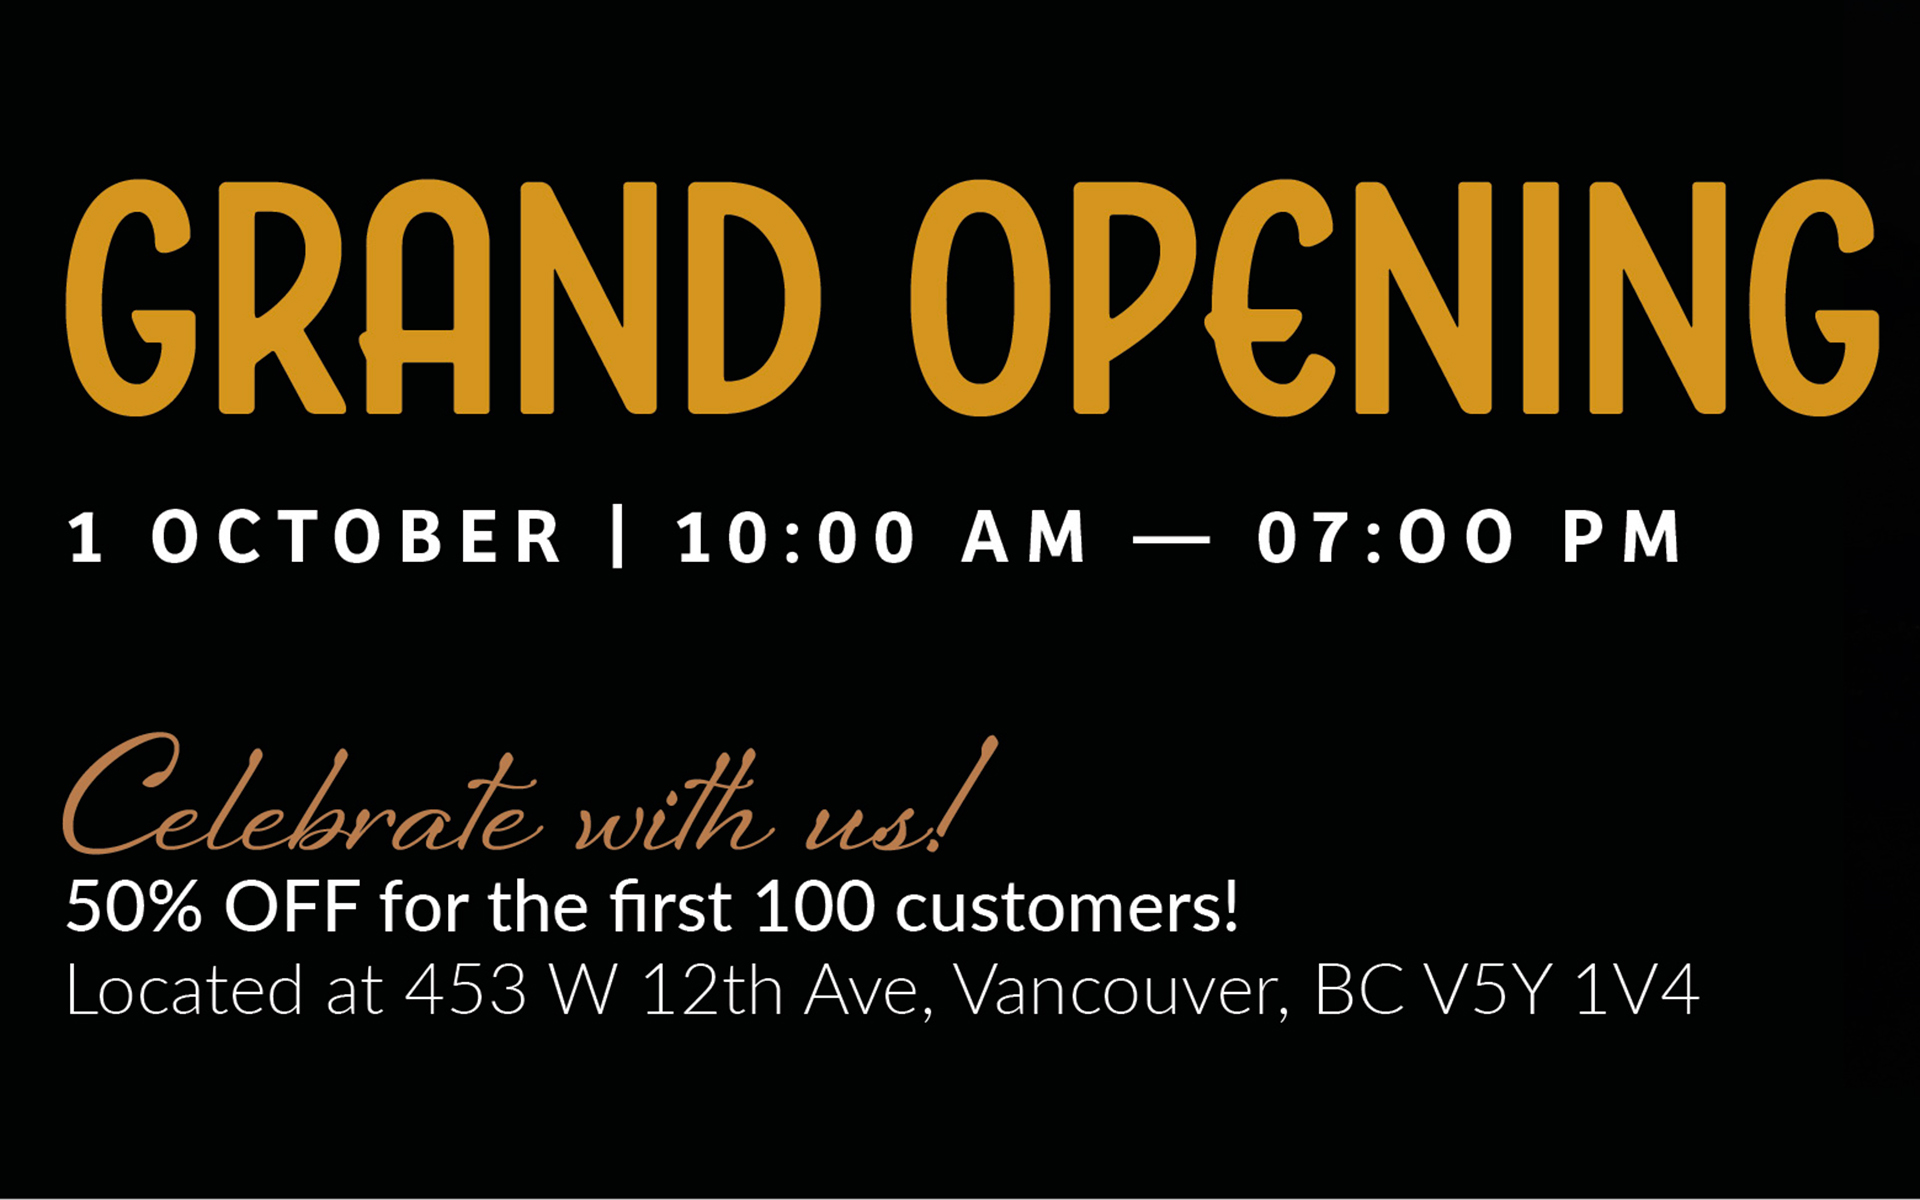 GRAND OPENING
1 OCTOBER | 10:00 AM — 07:OO PM
Celebrate with us!
50% OFF for the first 100 customers!
Located at 453 W 12th Ave, Vancouver, BC V5Y 1V4